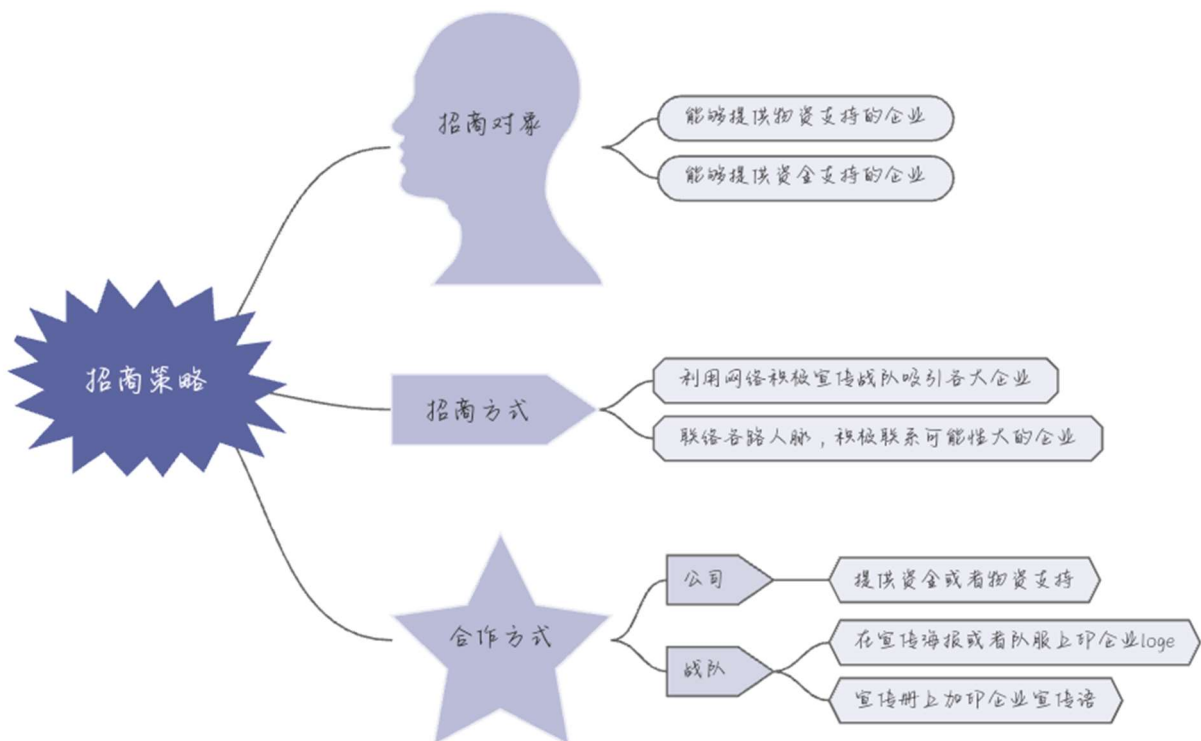 招商对象
能够提供物资支持的企业
能够提供资金支持的企业
招商策略
招商方式
利用网络积极宣传战队吸引各大企业
联络各路人脉，积极联系可能性大的企业
合作方式
公司
提供资金或者物资支持
战队
在宣传海报或者队服上印企业loge
宣传册上加印企业宣传语